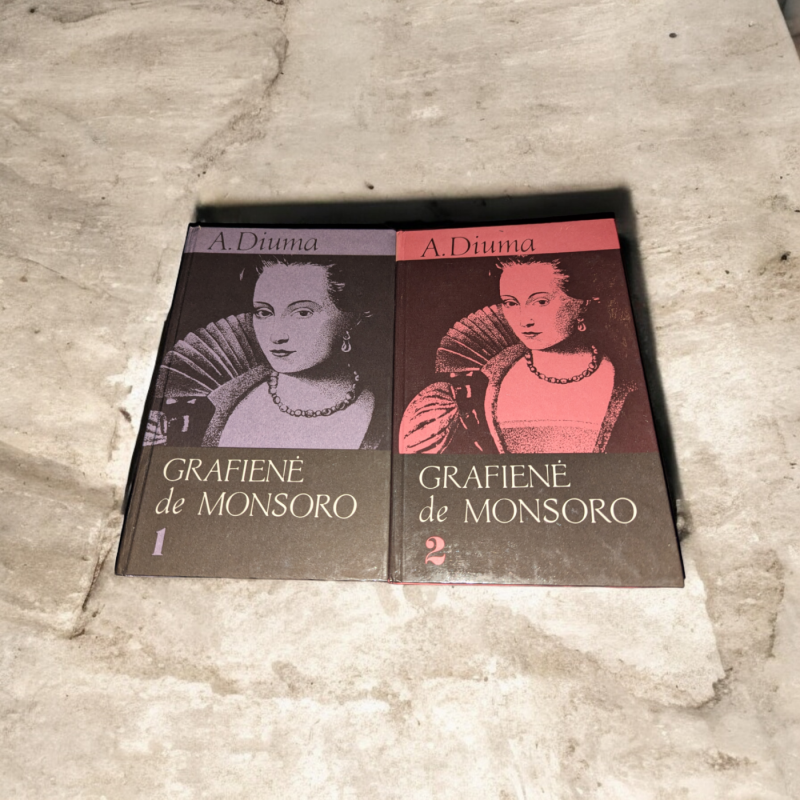 A. Diuma
GRAFIENĖ
de MONSORO
1
A. Diuma
GRAFIENĖ
de MONSORO
2